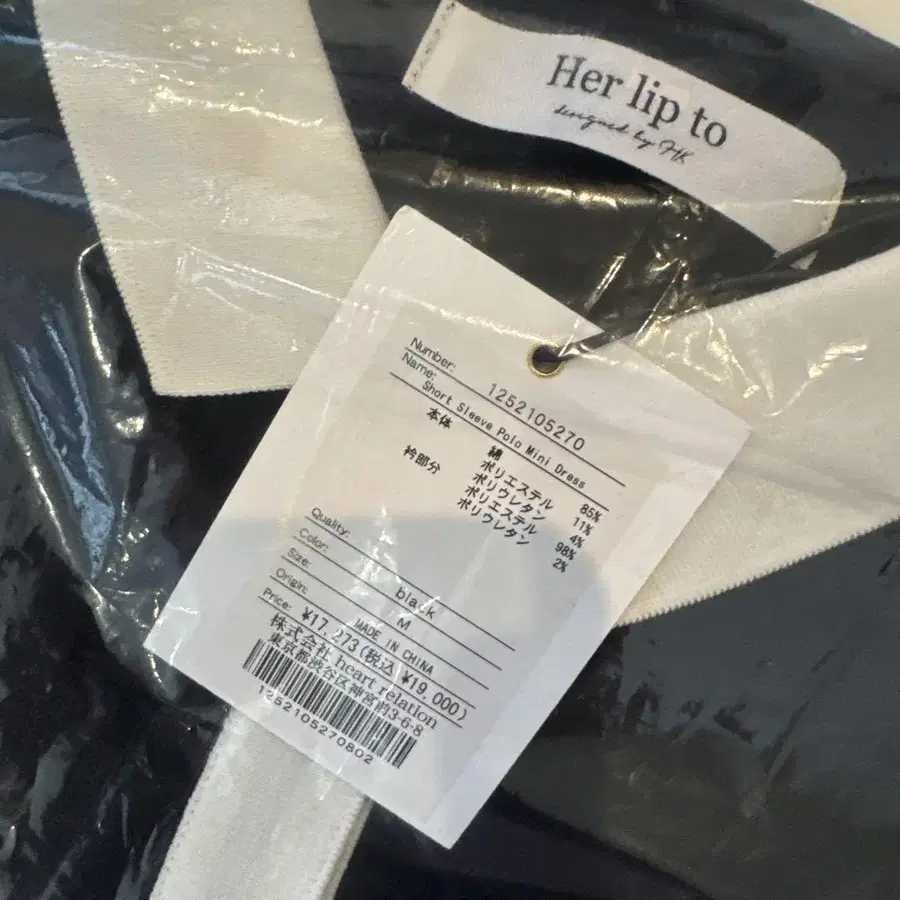 Her lip to
designed by HK
Number: 1252105270
Name: Short Sleeve Polo Mini Dress
本体 綿 85%
ポリエステル 11%
ポリウレタン 4%
衿部分 ポリエステル 98%
ポリウレタン 2%
Quality:
Color: black
Size: M
Origin: MADE IN CHINA
Price: ¥17,273(税込 ¥19,000)
株式会社 heart relation
東京都渋谷区神宮前3-6-8
1252105270802